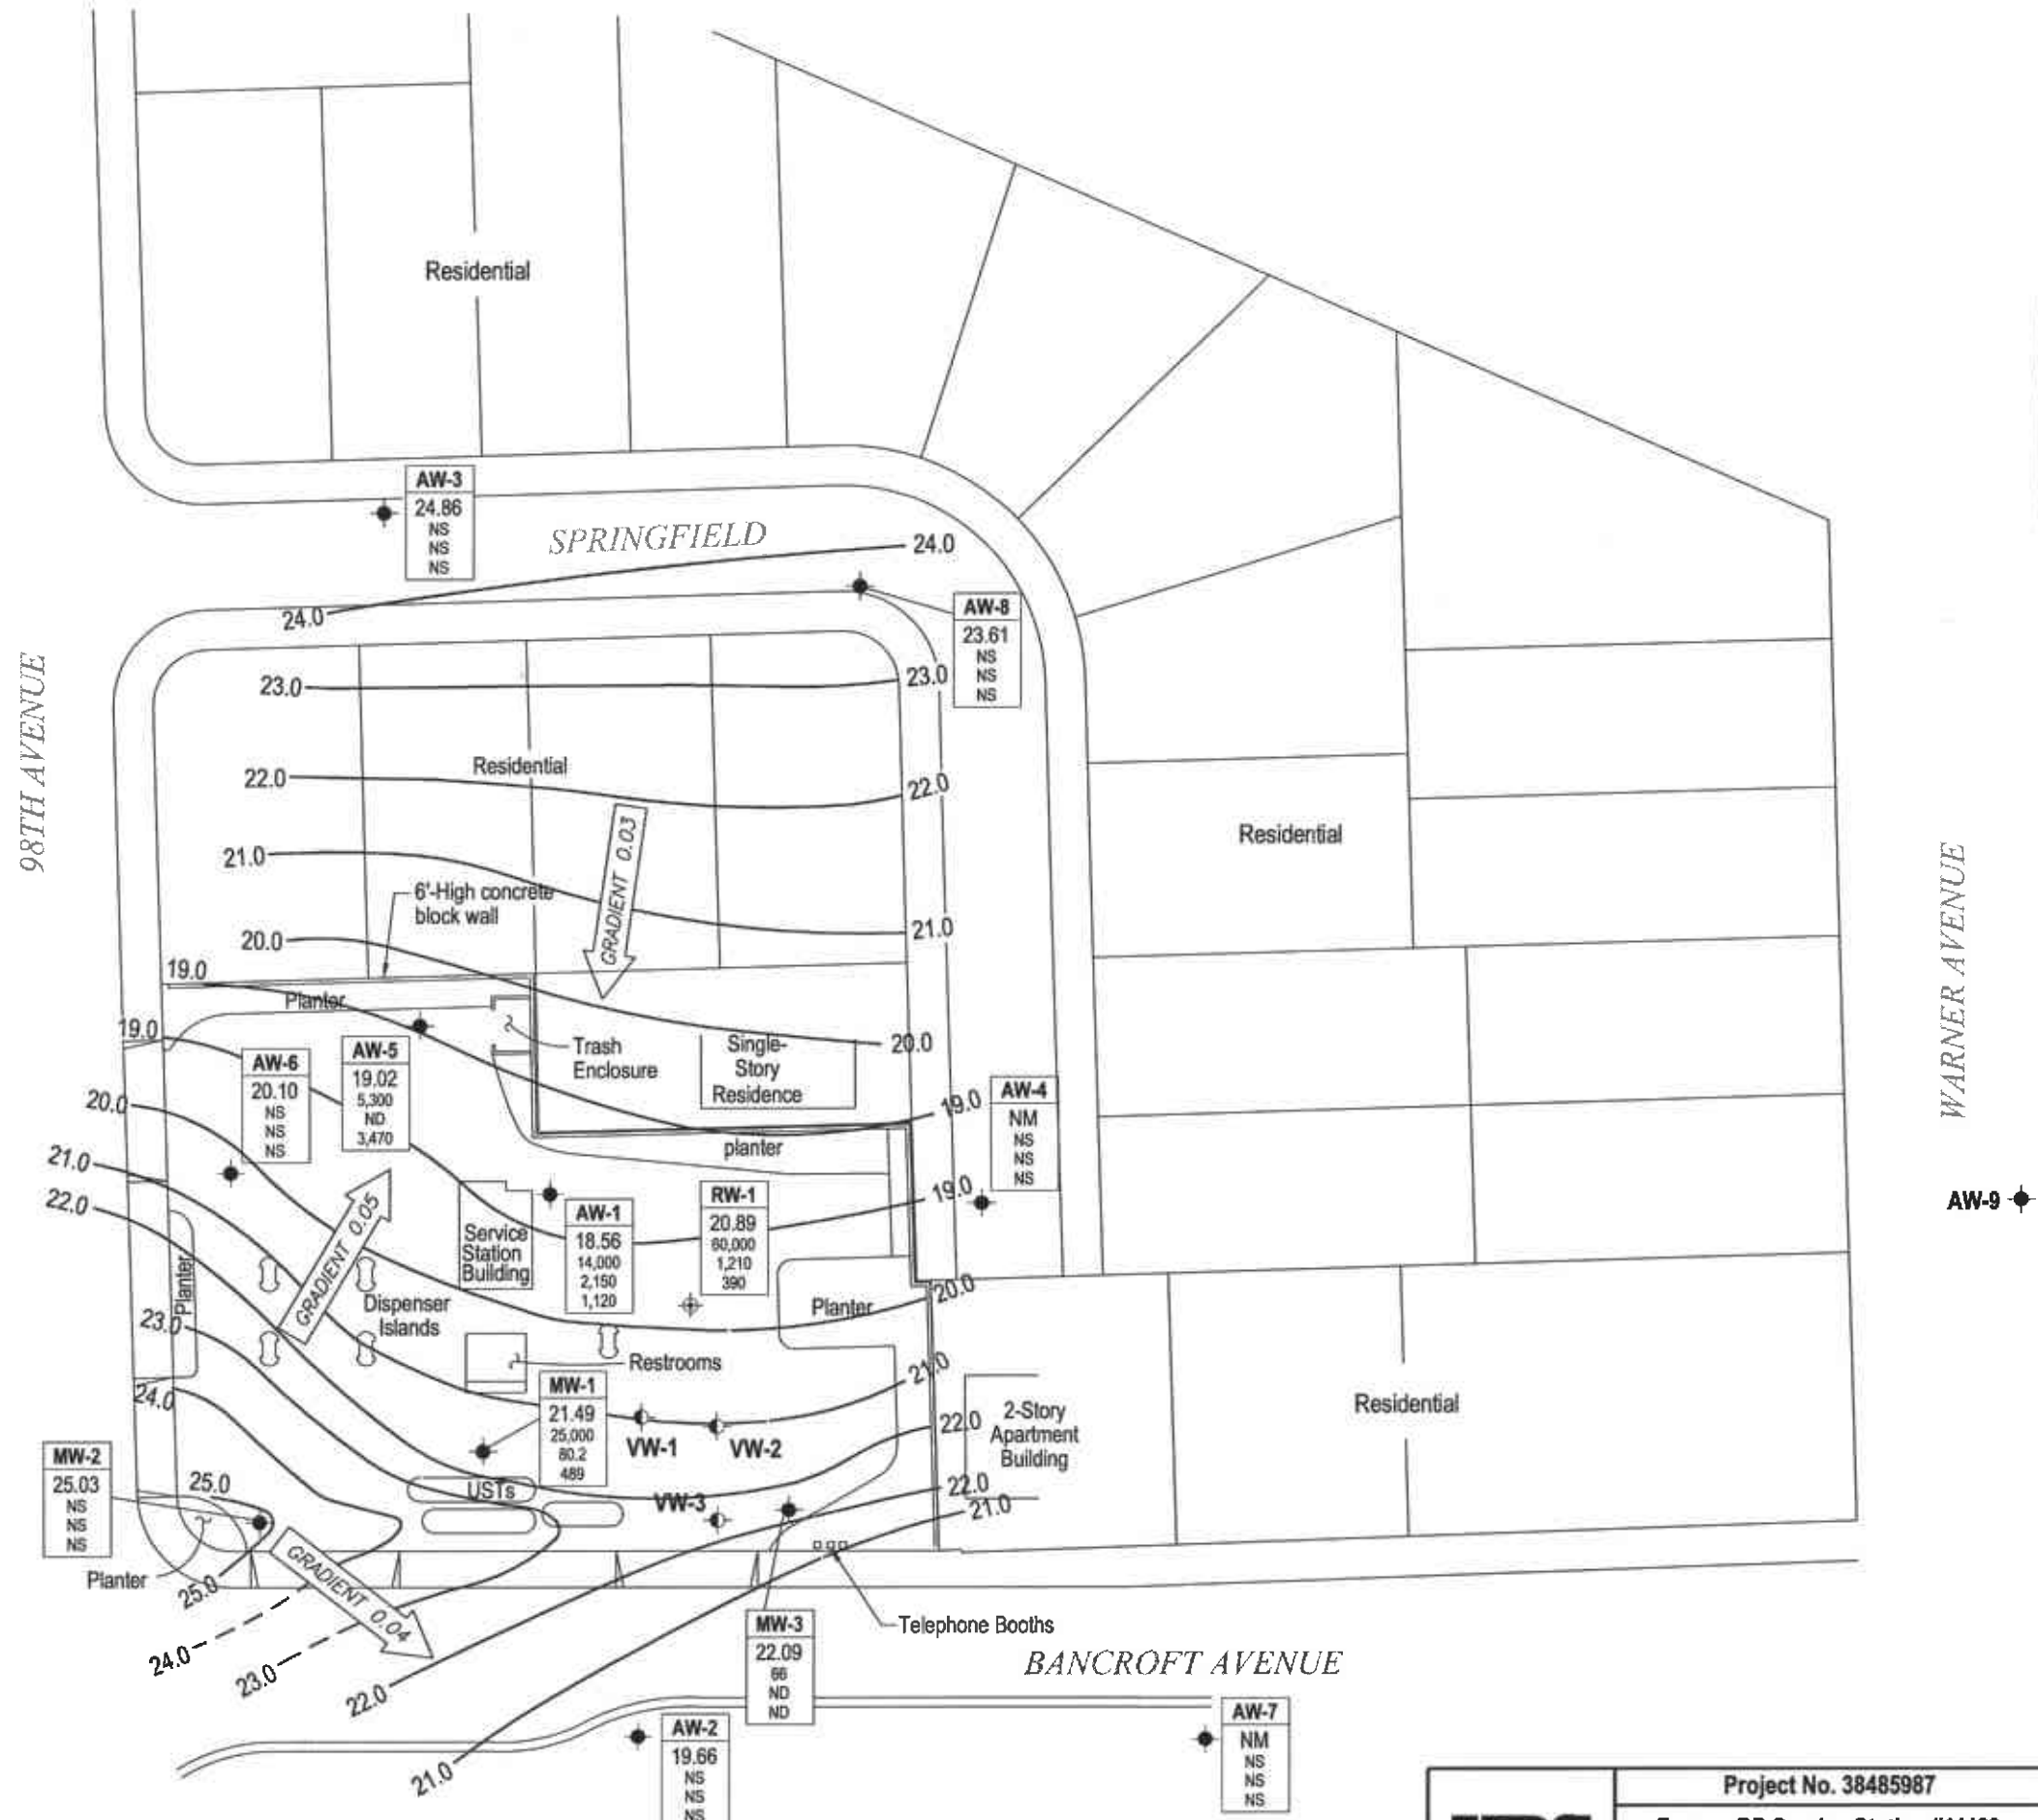 Residential
AW-3
24.86
NS
NS
NS
SPRINGFIELD
24.0
24.0
AW-8
23.61
NS
NS
NS
98TH AVENUE
23.0
23.0
22.0
Residential
22.0
GRADIENT 0.03
Residential
21.0
6'-High concrete
block wall
21.0
WARNER AVENUE
20.0
19.0
Planter
19.0
Trash
Enclosure
Single-
Story
Residence
20.0
AW-6
20.10
NS
NS
NS
AW-5
19.02
5,300
ND
3,470
20.0
19.0
AW-4
NM
NS
NS
NS
planter
21.0
22.0
GRADIENT 0.05
Service
Station
Building
AW-1
18.56
14,000
2,150
1,120
RW-1
20.89
60,000
1,210
390
19.0
AW-9
Planter
Dispenser
Islands
Planter
20.0
23.0
Restrooms
21.0
24.0
MW-1
21.49
25,000
80.2
489
VW-1
VW-2
22.0
2-Story
Apartment
Building
Residential
MW-2
25.03
NS
NS
NS
25.0
USTs
VW-3
22.0
21.0
Planter
25.0
GRADIENT 0.04
24.0
23.0
22.0
MW-3
22.09
66
ND
ND
Telephone Booths
BANCROFT AVENUE
21.0
AW-2
19.66
NS
NS
NS
AW-7
NM
NS
NS
NS
Project No. 38485987